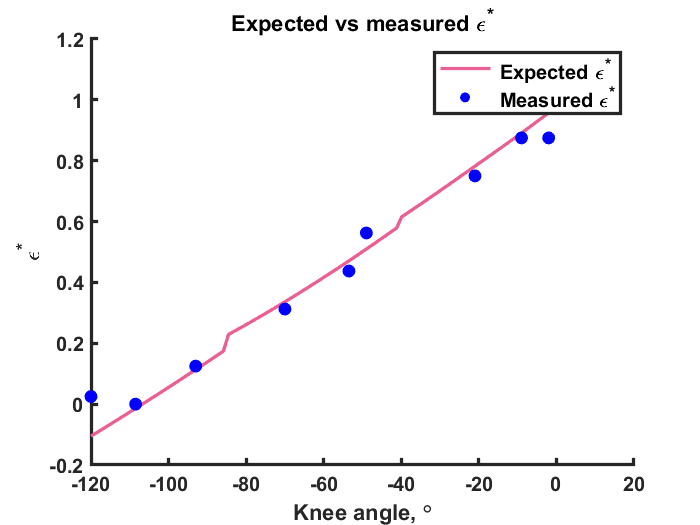 Expected vs measured ϵ*
1.2
1
0.8
0.6
0.4
0.2
0
-0.2
ϵ*
Expected ϵ*
Measured ϵ*
-120 -100 -80 -60 -40 -20 0 20
Knee angle, °